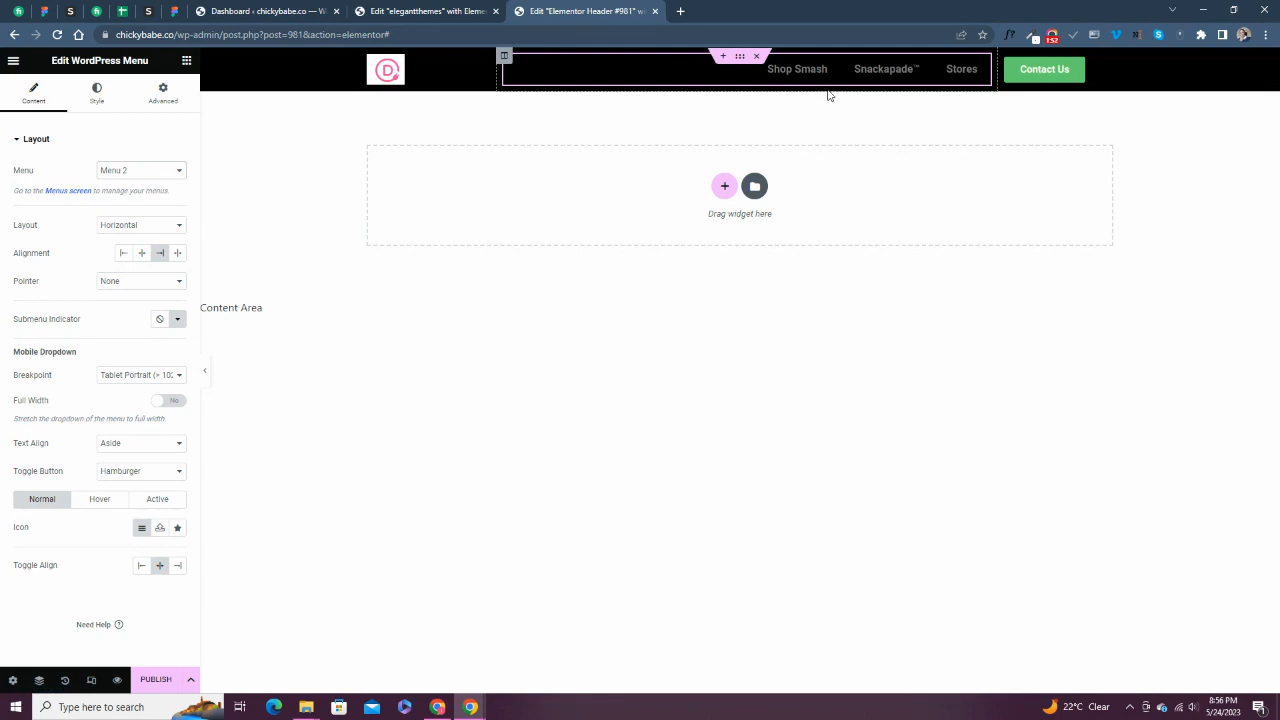 Dashboard ‹ chickybabe.co — W
Edit "elegantthemes" with Elemen
Edit "Elementor Header #981" wi
chickybabe.co/wp-admin/post.php?post=981&action=elementor#
1:52
Edit WordPress Menu
Content
Style
Advanced
D
Shop Smash
Snackapade™
Stores
Contact Us
Layout
Menu
Menu 2
Go to the Menus screen to manage your menus.
Layout
Horizontal
Alignment
Pointer
None
Submenu Indicator
Mobile Dropdown
Breakpoint
Tablet Portrait (> 102
Full Width
No
Stretch the dropdown of the menu to full width.
Text Align
Aside
Toggle Button
Hamburger
Normal
Hover
Active
Icon
Toggle Align
Need Help
Drag widget here
Content Area
PUBLISH
Type here to search
22°C Clear
8:56 PM
5/24/2023